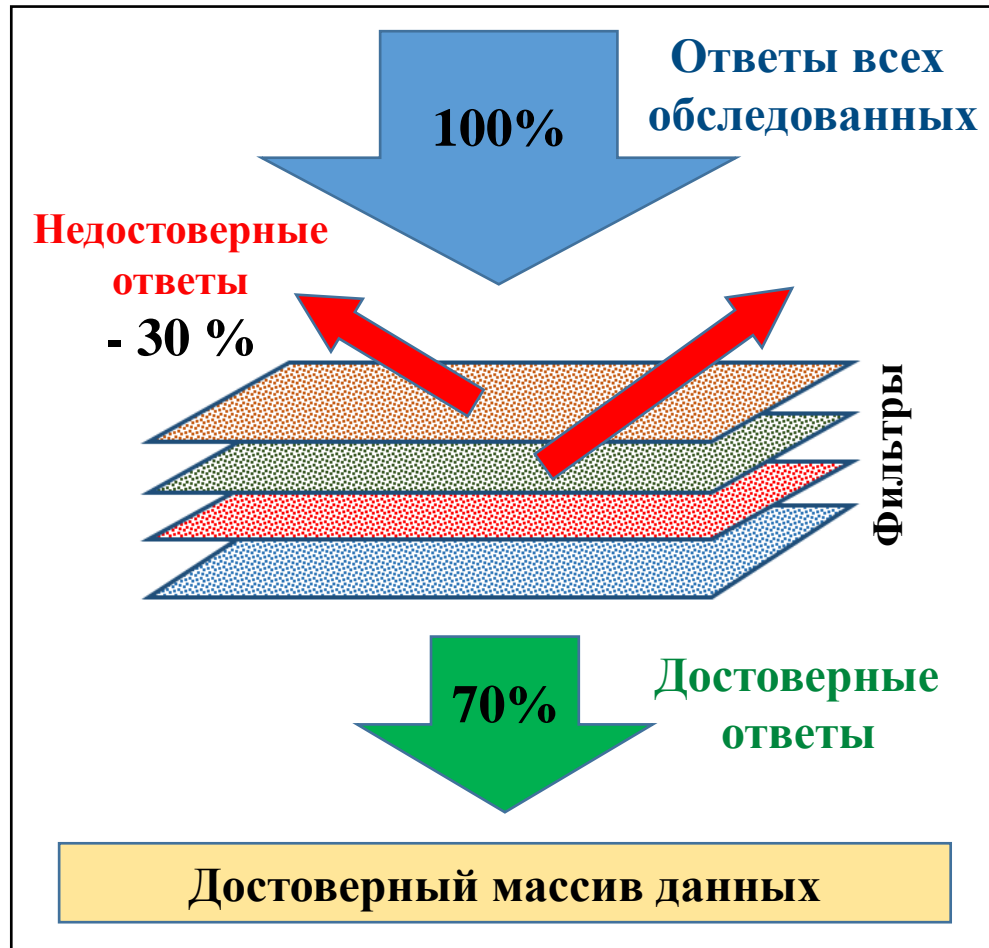 Ответы всех
обследованных
100%
Недостоверные
ответы
- 30 %
Фильтры
70%
Достоверные
ответы
Достоверный массив данных